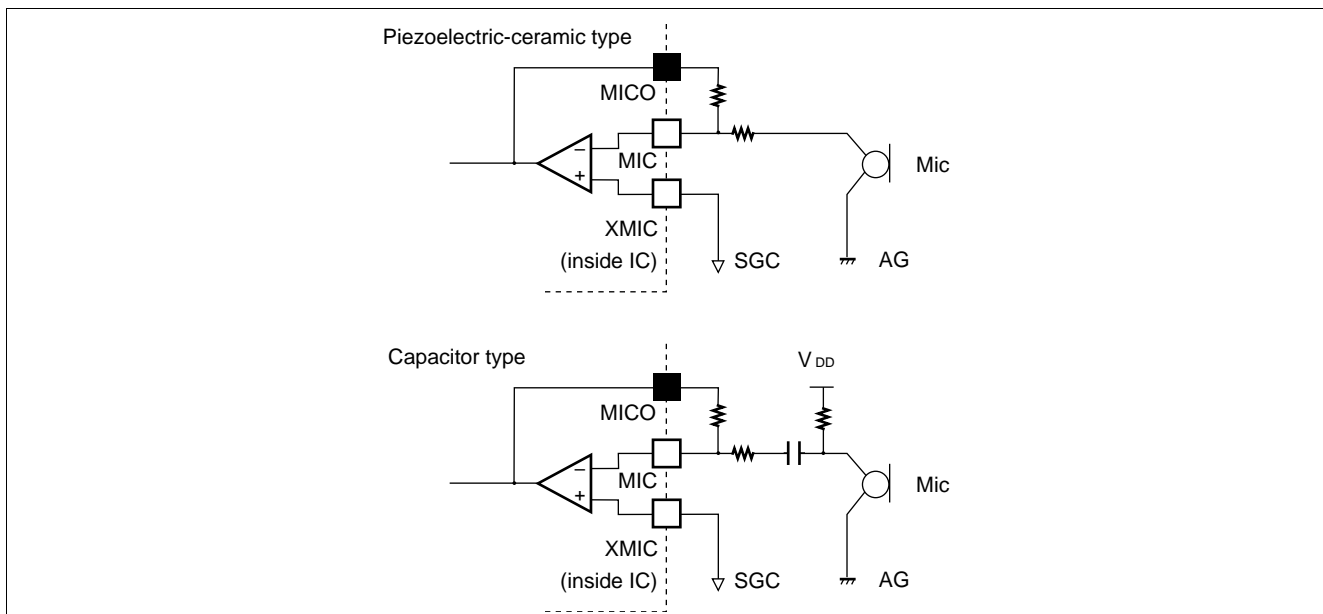 Piezoelectric-ceramic type
MICO
−
MIC
Mic
+
XMIC
(inside IC)
SGC
AG
Capacitor type
VDD
MICO
−
MIC
Mic
+
XMIC
(inside IC)
SGC
AG